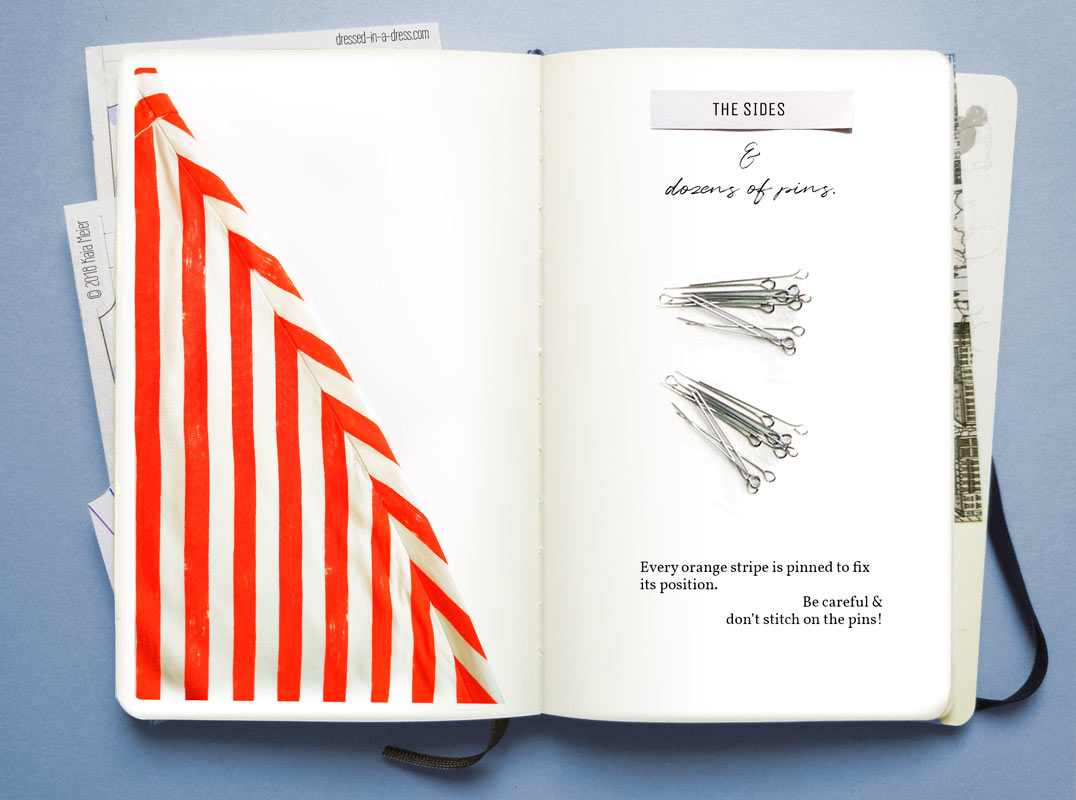 dressed-in-a-dress.com
© 2018 Kaja Meier
THE SIDES
&
dozens of pins.
Every orange stripe is pinned to fix
its position.
Be careful &
don't stitch on the pins!